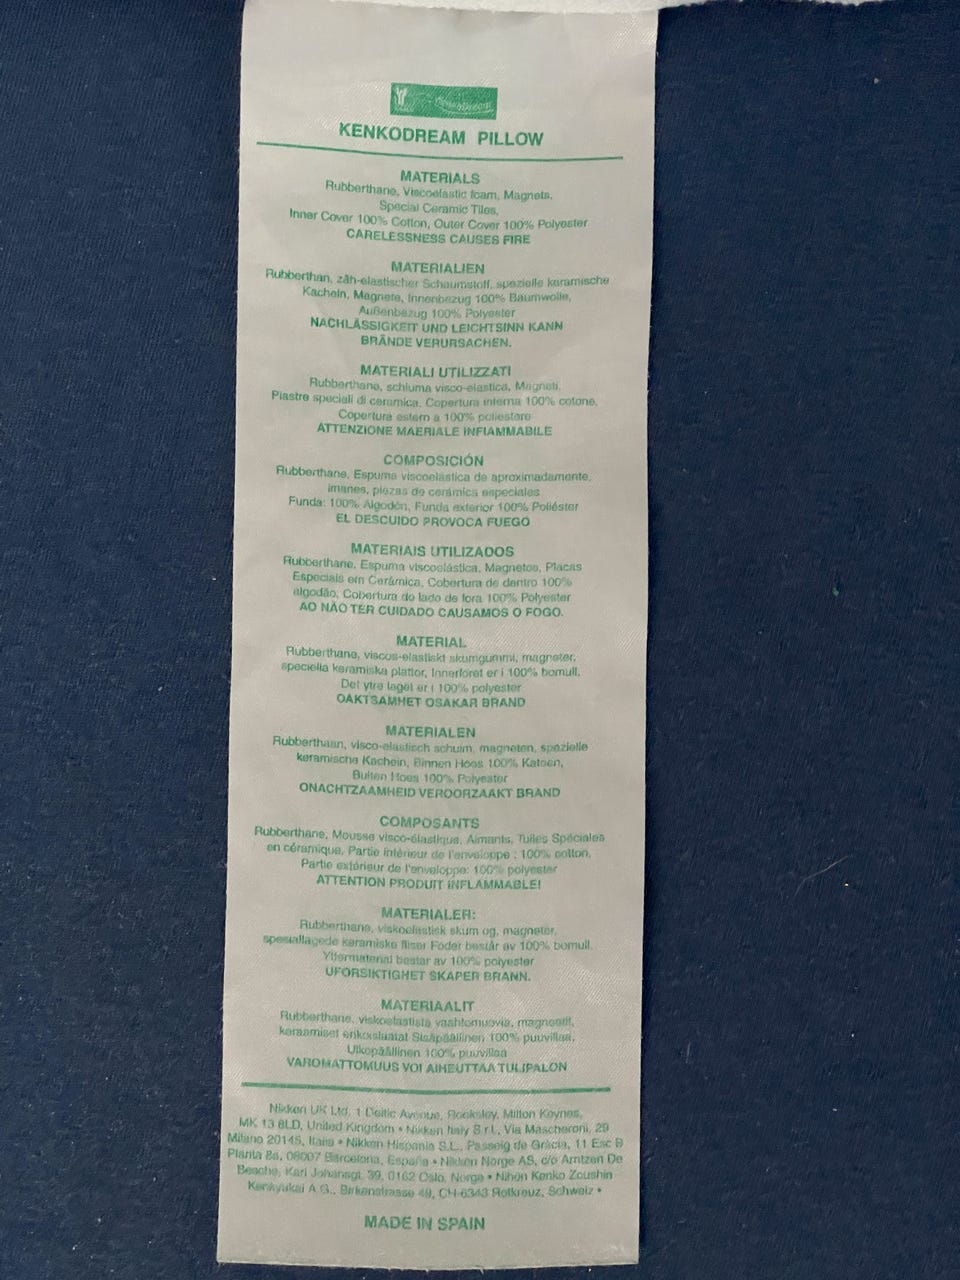 KenkoDream
KENKODREAM PILLOW
MATERIALS
Rubberthane, Viscoelastic foam, Magnets,
Special Ceramic Tiles,
Inner Cover 100% Cotton, Outer Cover 100% Polyester
CARELESSNESS CAUSES FIRE
MATERIALIEN
Rubberthan, zäh-elastischer Schaumstoff, spezielle keramische
Kacheln, Magnete, Innenbezug 100% Baumwolle,
Außenbezug 100% Polyester
NACHLÄSSIGKEIT UND LEICHTSINN KANN
BRÄNDE VERURSACHEN.
MATERIALI UTILIZZATI
Rubberthane, schiuma visco-elastica, Magneti,
Piastre speciali di ceramica, Copertura interna 100% cotone,
Copertura estern a 100% poliestere
ATTENZIONE MAERIALE INFIAMMABILE
COMPOSICIÓN
Rubberthane, Espuma viscoelástica de aproximadamente,
imanes, piezas de cerámica especiales
Funda: 100% Algodón, Funda exterior 100% Poliéster
EL DESCUIDO PROVOCA FUEGO
MATERIAIS UTILIZADOS
Rubberthane, Espuma viscoelástica, Magnetos, Placas
Especiais em Cerâmica, Cobertura de dentro 100%
algodão, Cobertura do lado de fora 100% Polyester
AO NÃO TER CUIDADO CAUSAMOS O FOGO.
MATERIAL
Rubberthane, viscos-elastiskt skumgummi, magneter,
speciella keramiska plattor, Innerforet er i 100% bomull,
Det ytre laget er i 100% polyester
OAKTSAMHET OSAKAR BRAND
MATERIALEN
Rubberthaan, visco-elastisch schuim, magneten, spezielle
keramische Kacheln, Binnen Hoes 100% Katoen,
Buiten Hoes 100% Polyester
ONACHTZAAMHEID VEROORZAAKT BRAND
COMPOSANTS
Rubberthane, Mousse visco-élastique, Aimants, Tuiles Spéciales
en céramique, Partie intérieur de l'enveloppe : 100% cotton,
Partie extérieur de l'enveloppe: 100% polyester
ATTENTION PRODUIT INFLAMMABLE!
MATERIALER:
Rubberthane, viskoelastisk skum og, magneter,
spesiallagede keramiske fliser Foder består av 100% bomull.
Yttermaterial bestar av 100% polyester
UFORSIKTIGHET SKAPER BRANN.
MATERIAALIT
Rubberthane, viskoelastista vaahtomuovia, magneetit,
keraamiset erikoislaatat Sisäpäällinen 100% puuvillaa,
Ulkopäällinen 100% puuvillaa
VAROMATTOMUUS VOI AIHEUTTAA TULIPALON
Nikken UK Ltd, 1 Deltic Avenue, Rooksley, Milton Keynes,
MK 13 8LD, United Kingdom • Nikken Italy S.r.l., Via Mascheroni, 29
Milano 20145, Italia • Nikken Hispania S.L., Passeig de Gràcia, 11 Esc B
Planta 8a, 08007 Barcelona, España • Nikken Norge AS, c/o Arntzen De
Besche, Karl Johansgt. 39, 0162 Oslo, Norge • Nihon Kenko Zoushin
Kenkyukai A.G., Birkenstrasse 49, CH-6343 Rotkreuz, Schweiz •
MADE IN SPAIN